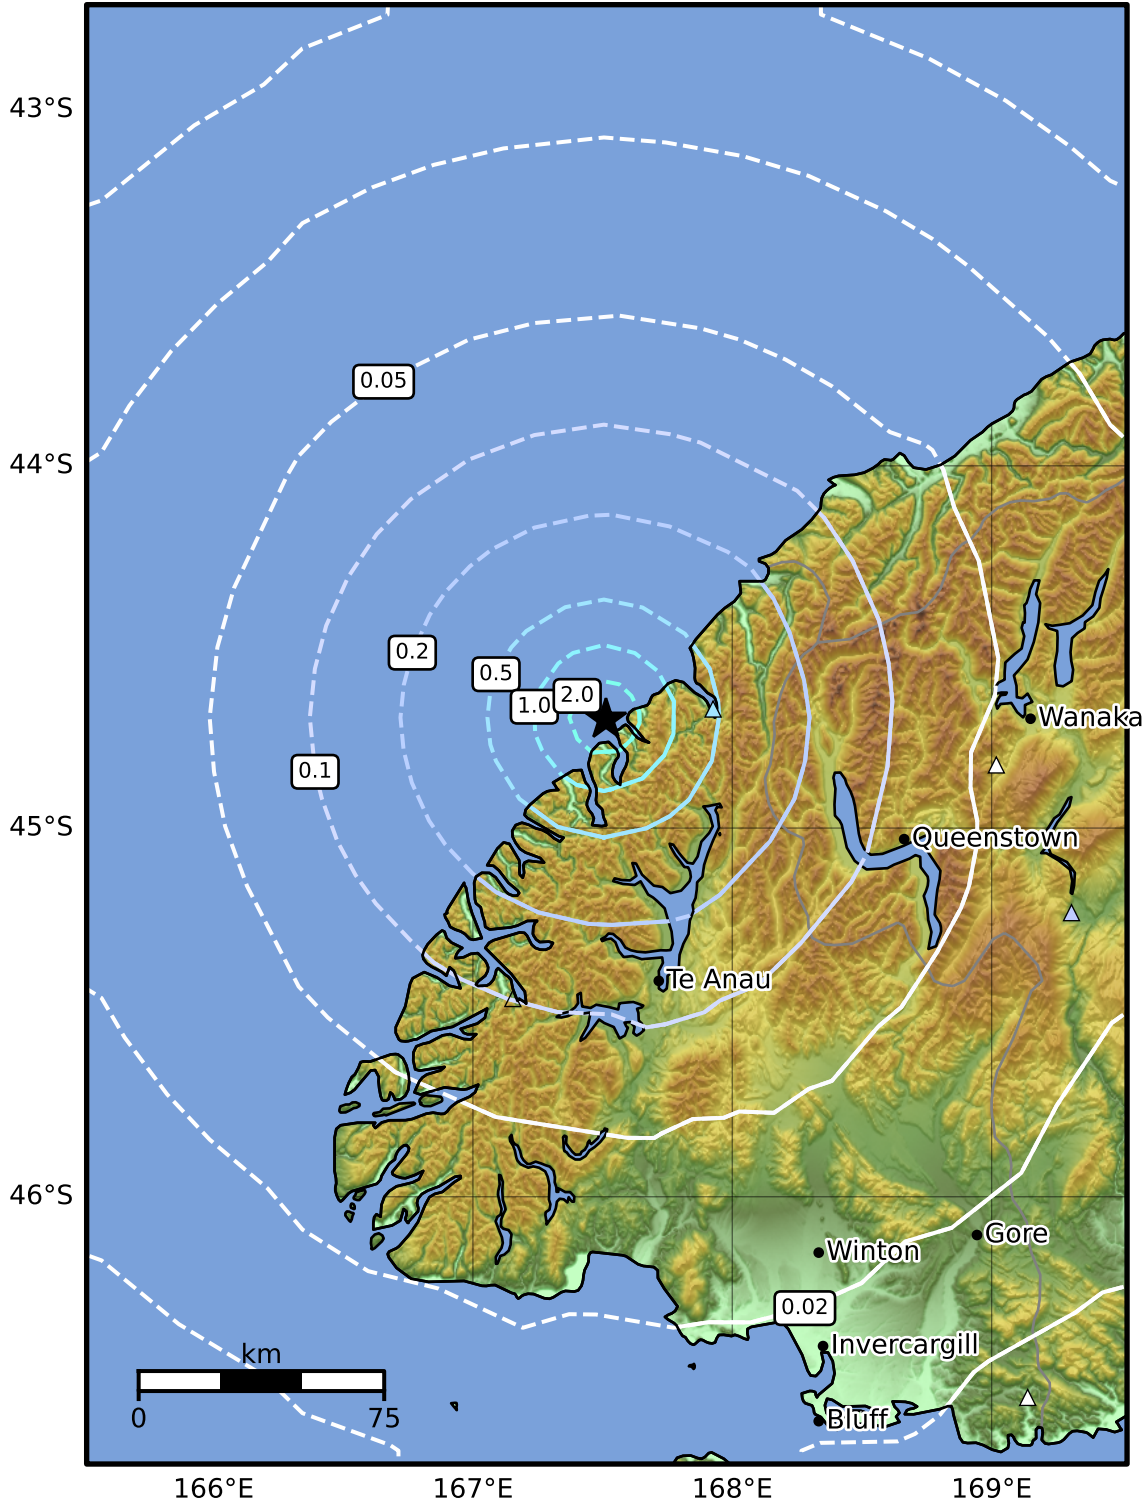 43°S
0.05
44°S
0.2
0.5
2.0
1.0
Wanaka
0.1
45°S
Queenstown
Te Anau
46°S
Gore
Winton
0.02
Invercargill
km
0 75
Bluff
166°E 167°E 168°E 169°E